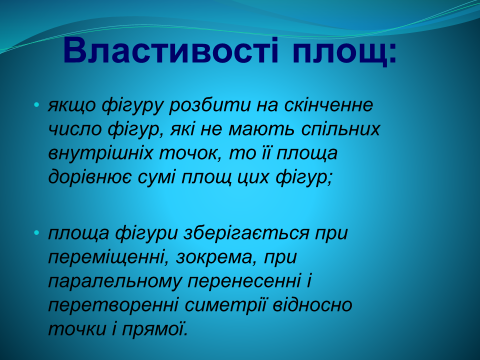 Властивості площ:
• якщо фігуру розбити на скінченне
число фігур, які не мають спільних
внутрішніх точок, то її площа
дорівнює сумі площ цих фігур;
• площа фігури зберігається при
переміщенні, зокрема, при
паралельному перенесенні і
перетворенні симетрії відносно
точки і прямої.